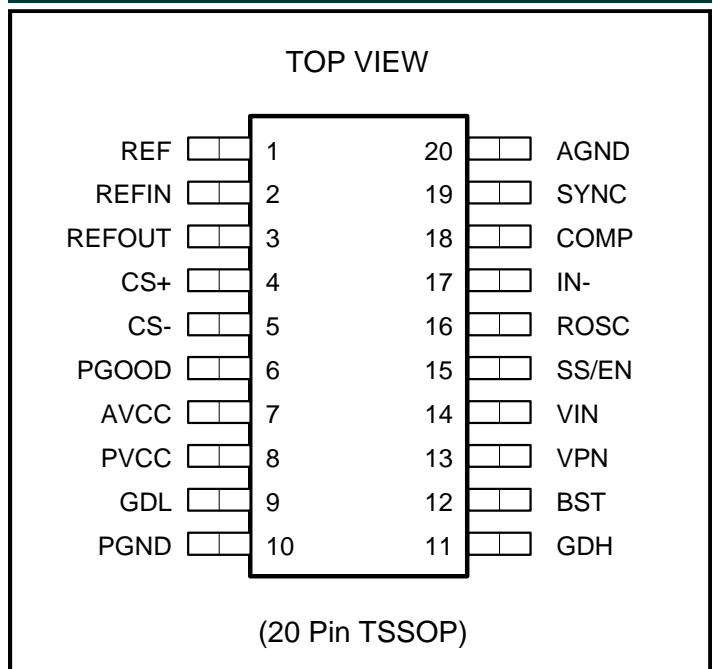 TOP VIEW
REF 1 20 AGND
REFIN 2 19 SYNC
REFOUT 3 18 COMP
CS+ 4 17 IN-
CS- 5 16 ROSC
PGOOD 6 15 SS/EN
AVCC 7 14 VIN
PVCC 8 13 VPN
GDL 9 12 BST
PGND 10 11 GDH
(20 Pin TSSOP)